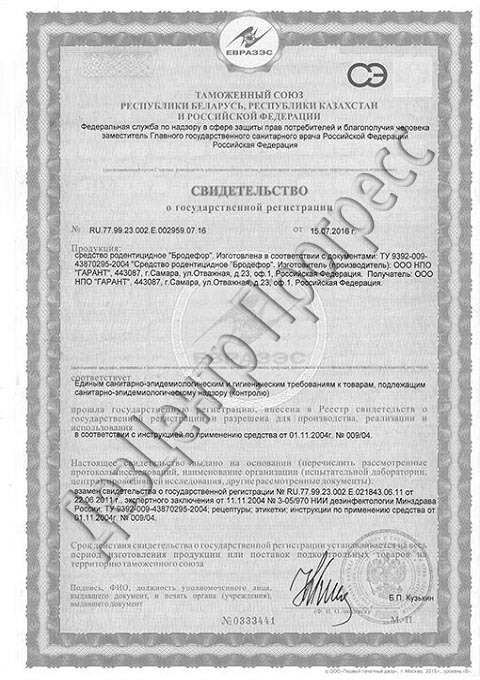 ЕВРАЗЭС
СЭ
ТАМОЖЕННЫЙ СОЮЗ
РЕСПУБЛИКИ БЕЛАРУСЬ, РЕСПУБЛИКИ КАЗАХСТАН
И РОССИЙСКОЙ ФЕДЕРАЦИИ
Федеральная служба по надзору в сфере защиты прав потребителей и благополучия человека
заместитель Главного государственного санитарного врача Российской Федерации
Российская Федерация
СВИДЕТЕЛЬСТВО
о государственной регистрации
№ RU.77.99.23.002.Е.002959.07.16 от 15.07.2016 г.
Продукция:
средство родентицидное "Бродефор". Изготовлена в соответствии с документами: ТУ 9392-009-
43870295-2004 "Средство родентицидное "Бродефор". Изготовитель (производитель): ООО НПО
"ГАРАНТ", 443087, г.Самара, ул.Отважная, д.23, оф.1, Российская Федерация. Получатель: ООО
НПО "ГАРАНТ", 443087, г.Самара, ул.Отважная, д.23, оф.1, Российская Федерация.
ЕВРАЗЭС
соответствует
Единым санитарно-эпидемиологическим и гигиеническим требованиям к товарам, подлежащим
санитарно-эпидемиологическому надзору (контролю)
прошла государственную регистрацию, внесена в Реестр свидетельств о
государственной регистрации и разрешена для производства, реализации и
использования
в соответствии с инструкцией по применению средства от 01.11.2004г. № 009/04.
Настоящее свидетельство выдано на основании (перечислить рассмотренные
протоколы исследований, наименование организации (испытательной лаборатории,
центра), проводившей исследования, другие рассмотренные документы):
взамен свидетельства о государственной регистрации № RU.77.99.23.002.Е.021843.06.11 от
22.06.2011 г., экспертного заключения от 11.11.2004 № 3-05/970 НИИ дезинфектологии Минздрава
России, ТУ 9392-009-43870295-2004; рецептуры; этикетки; инструкции по применению средства от
01.11.2004г. № 009/04.
Срок действия свидетельства о государственной регистрации устанавливается на весь
период изготовления продукции или поставок подконтрольных товаров на
территорию таможенного союза
Подпись, ФИО, должность уполномоченного лица,
выдавшего документ, и печать органа (учреждения),
выдавшего документ
Б.П. Кузькин
(Ф. И. О./подпись)
М. П.
№0333441
ДезЦентр Прогресс